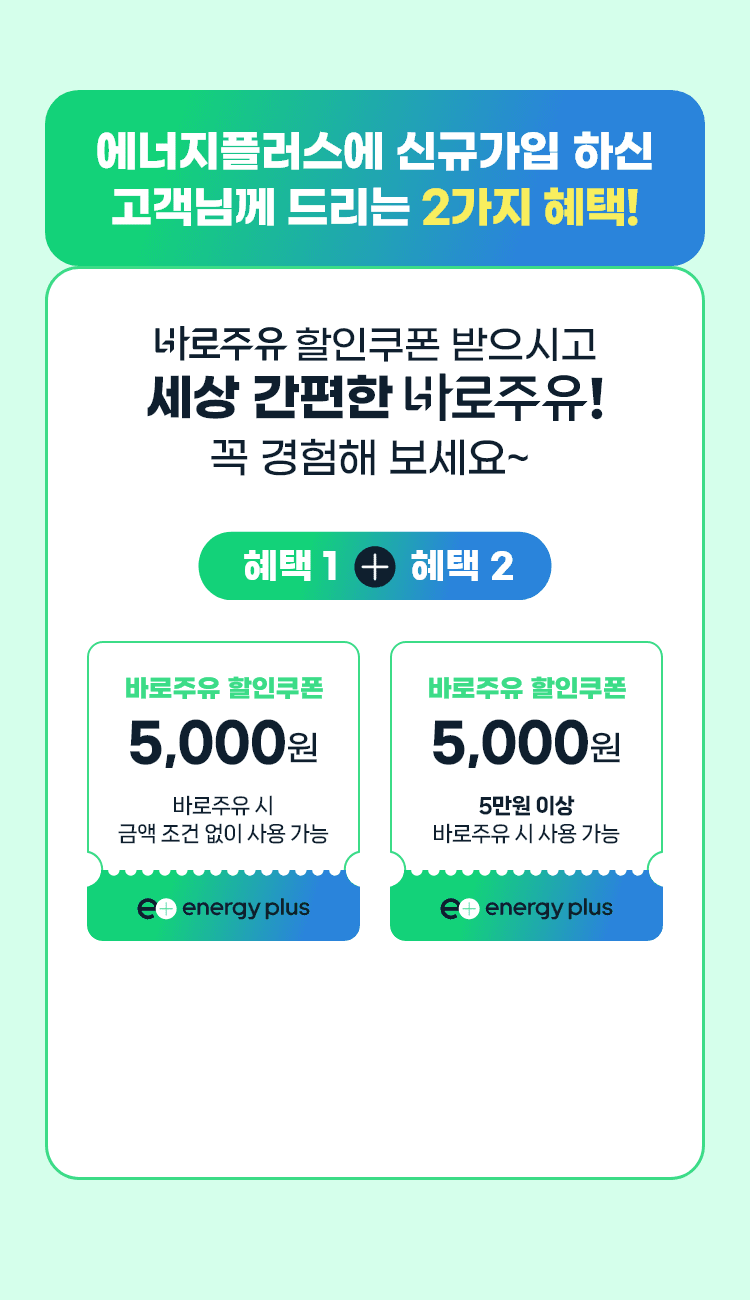 에너지플러스에 신규가입 하신
고객님께 드리는 2가지 혜택!
바로주유 할인쿠폰 받으시고
세상 간편한 바로주유!
꼭 경험해 보세요~
혜택 1 + 혜택 2
바로주유 할인쿠폰
5,000원
바로주유 시
금액 조건 없이 사용 가능
e+ energy plus
바로주유 할인쿠폰
5,000원
5만원 이상
바로주유 시 사용 가능
e+ energy plus